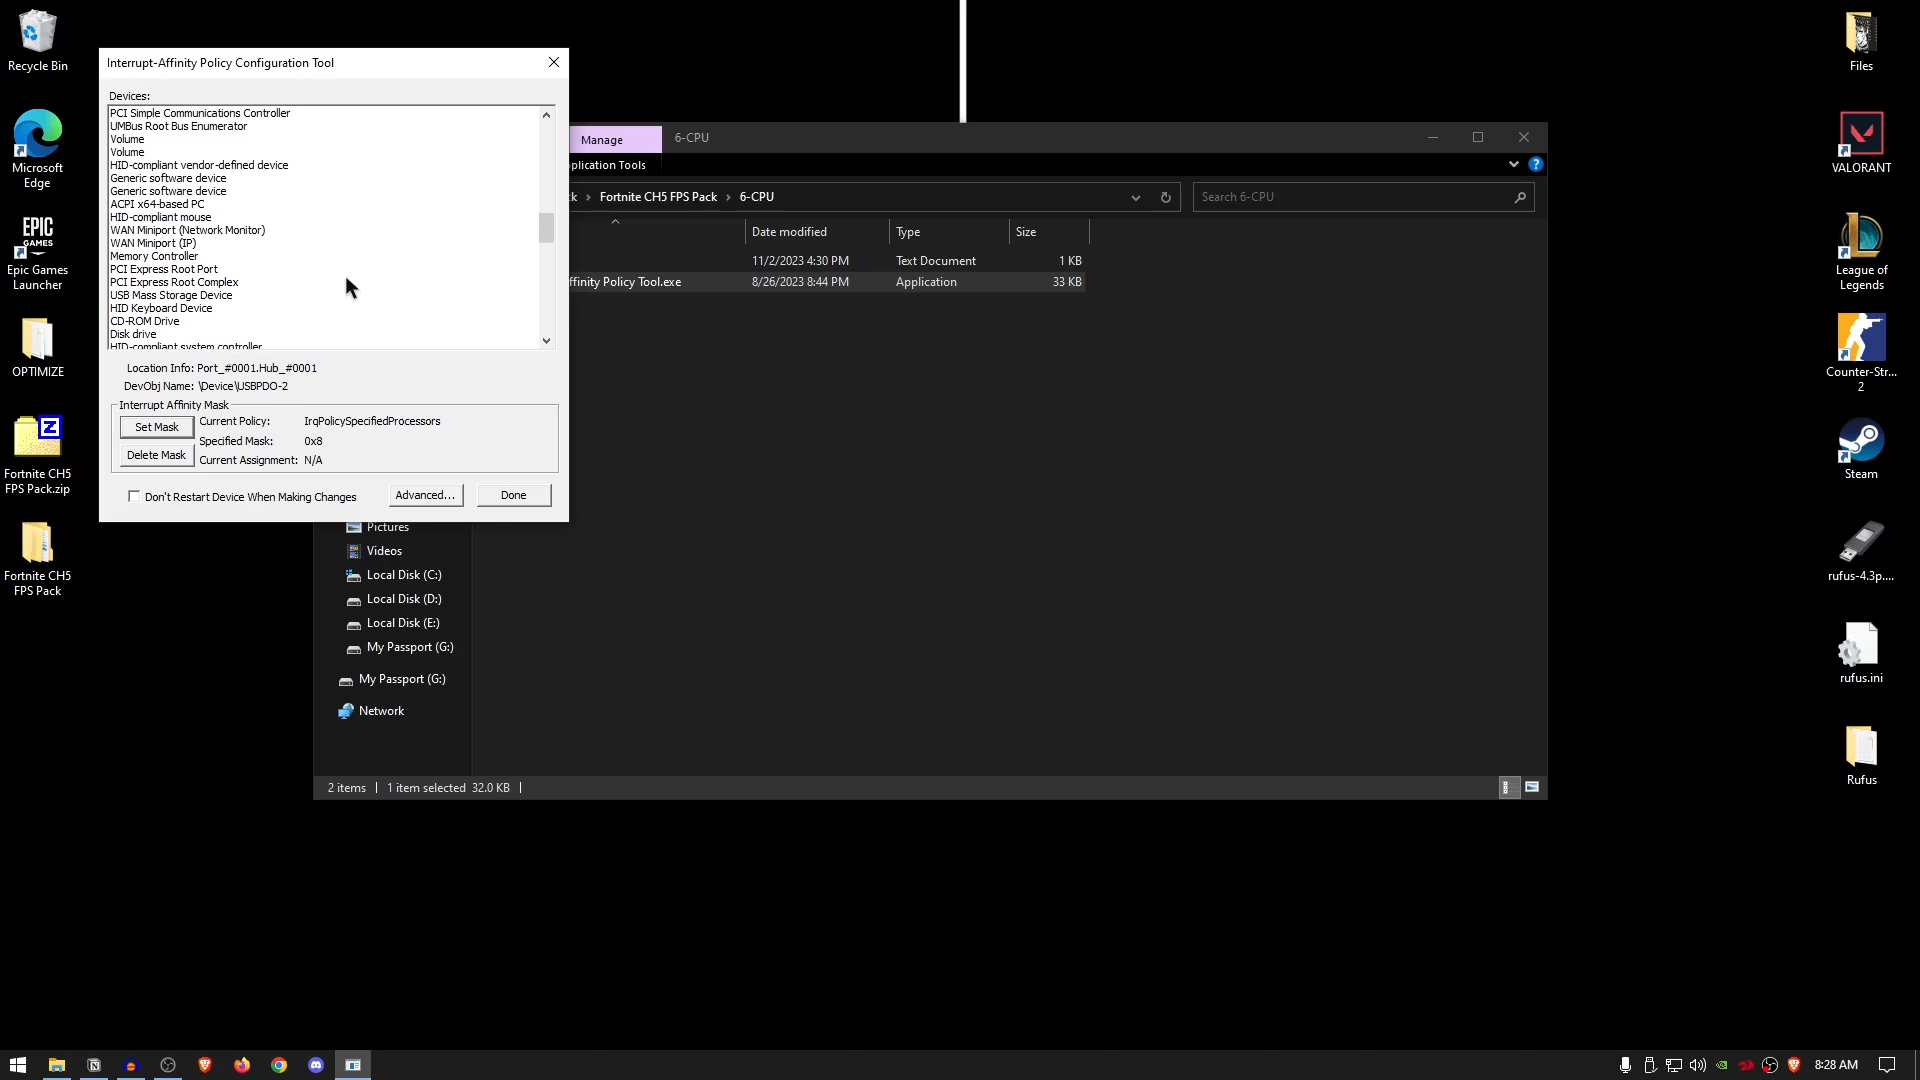 Recycle Bin
Microsoft
Edge
EPIC
GAMES
Epic Games
Launcher
OPTIMIZE
Z
Fortnite CH5
FPS Pack.zip
Fortnite CH5
FPS Pack
Interrupt-Affinity Policy Configuration Tool
Devices:
PCI Simple Communications Controller
UMBus Root Bus Enumerator
Volume
Volume
HID-compliant vendor-defined device
Generic software device
Generic software device
ACPI x64-based PC
HID-compliant mouse
WAN Miniport (Network Monitor)
WAN Miniport (IP)
Memory Controller
PCI Express Root Port
PCI Express Root Complex
USB Mass Storage Device
HID Keyboard Device
CD-ROM Drive
Disk drive
HID-compliant system controller
Location Info: Port_#0001.Hub_#0001
DevObj Name: \Device\USBPDO-2
Interrupt Affinity Mask
Set Mask
Current Policy: IrqPolicySpecifiedProcessors
Specified Mask: 0x8
Delete Mask
Current Assignment: N/A
Don't Restart Device When Making Changes
Advanced...
Done
Manage
6-CPU
pplication Tools
?
ck › Fortnite CH5 FPS Pack › 6-CPU
Search 6-CPU
Date modified Type Size
11/2/2023 4:30 PM Text Document 1 KB
ffinity Policy Tool.exe 8/26/2023 8:44 PM Application 33 KB
Pictures
Videos
Local Disk (C:)
Local Disk (D:)
Local Disk (E:)
My Passport (G:)
My Passport (G:)
Network
2 items | 1 item selected 32.0 KB |
Files
VALORANT
League of
Legends
Counter-Str...
2
Steam
rufus-4.3p....
rufus.ini
Rufus
8:28 AM